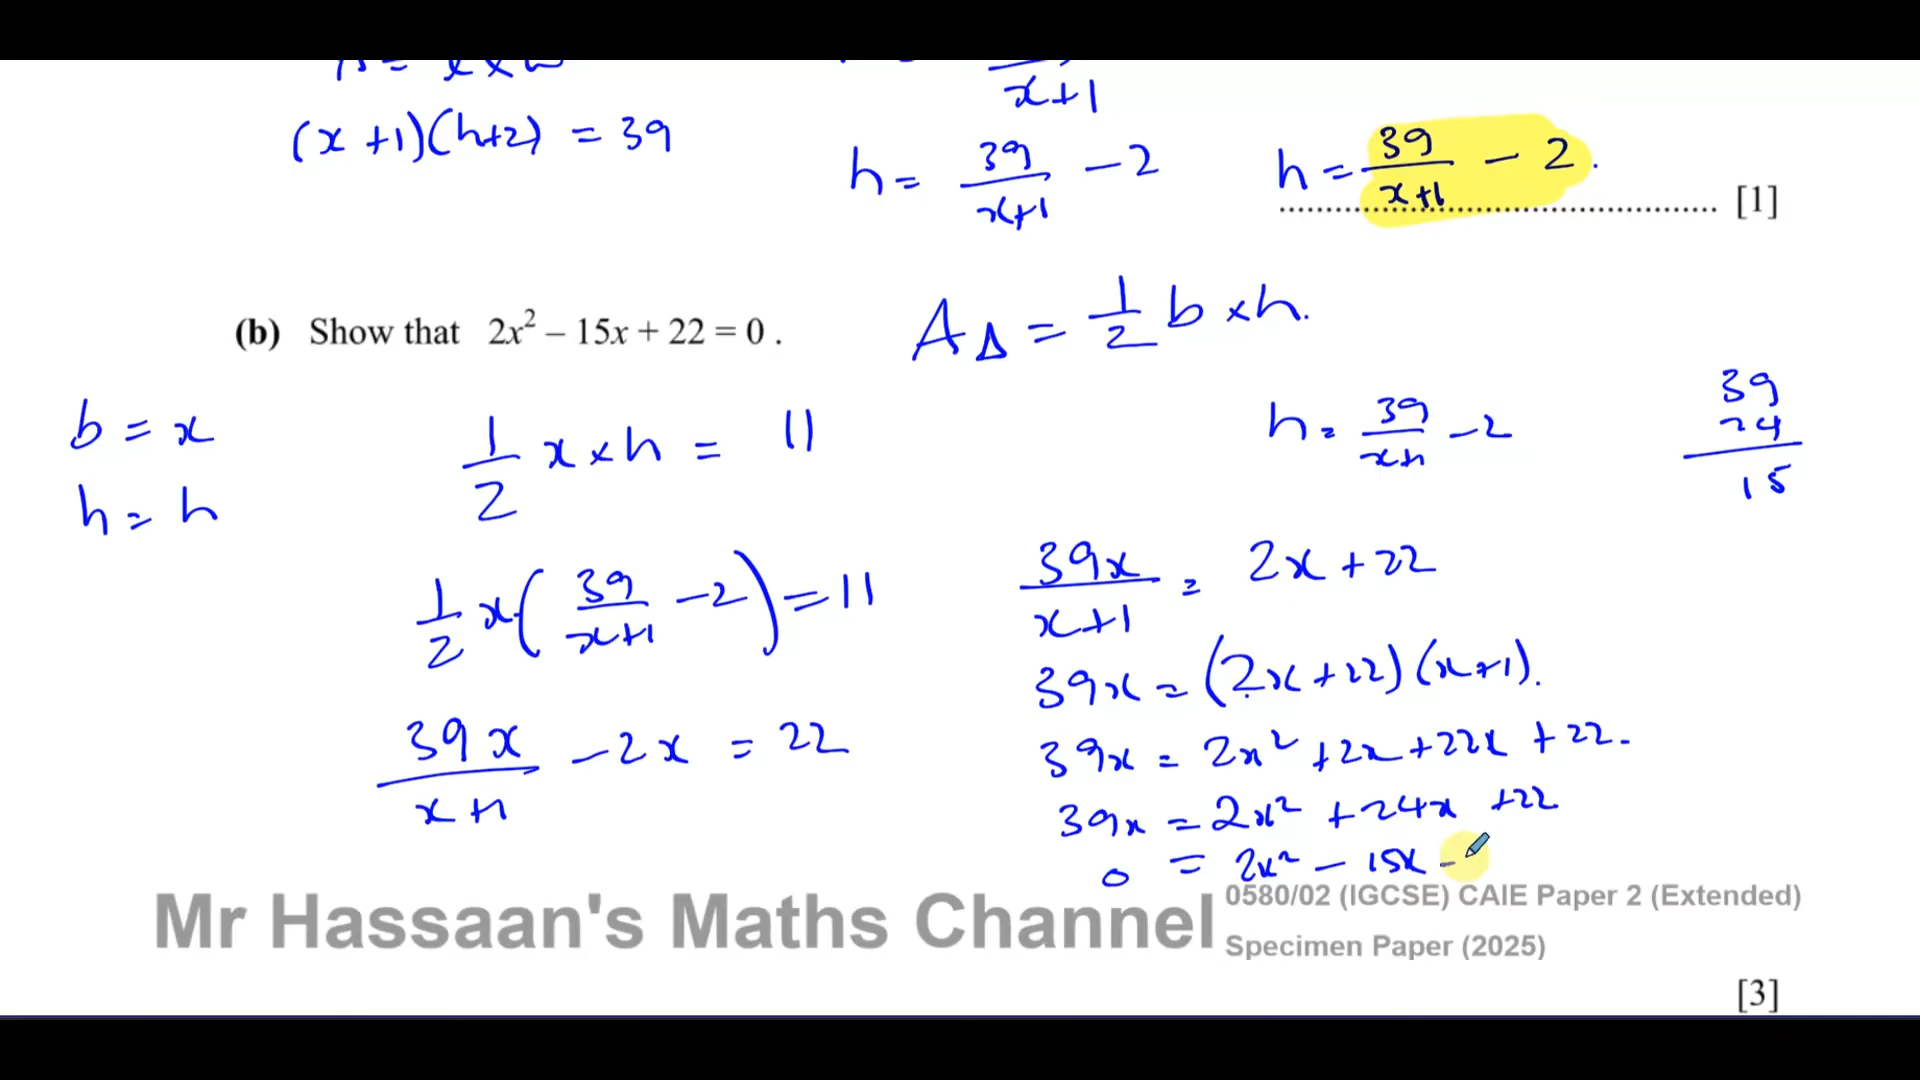 x+1
(x+1)(h+2) = 39
h = 39/(x+1) - 2
h = 39/(x+1) - 2.
[1]
(b) Show that 2x² – 15x + 22 = 0 .
A∆ = 1/2 b × h.
b = x
h = h
1/2 x × h = 11
1/2 x ( 39/(x+1) - 2 ) = 11
39x/(x+1) - 2x = 22
h = 39/(x+1) - 2
39
24
15
39x/(x+1) = 2x + 22
39x = (2x+22)(x+1).
39x = 2x² + 2x + 22x + 22.
39x = 2x² + 24x + 22
0 = 2x² - 15x -
Mr Hassaan's Maths Channel
0580/02 (IGCSE) CAIE Paper 2 (Extended)
Specimen Paper (2025)
[3]